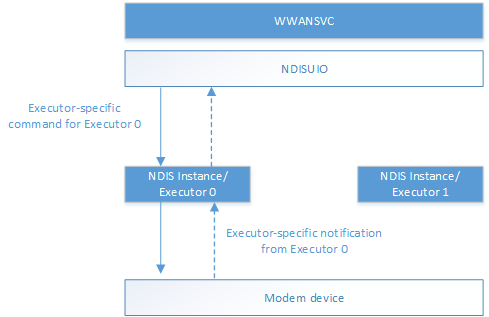 WWANSVC
NDISUIO
Executor-specific
command for Executor 0
NDIS Instance/
Executor 0
NDIS Instance/
Executor 1
Executor-specific notification
from Executor 0
Modem device